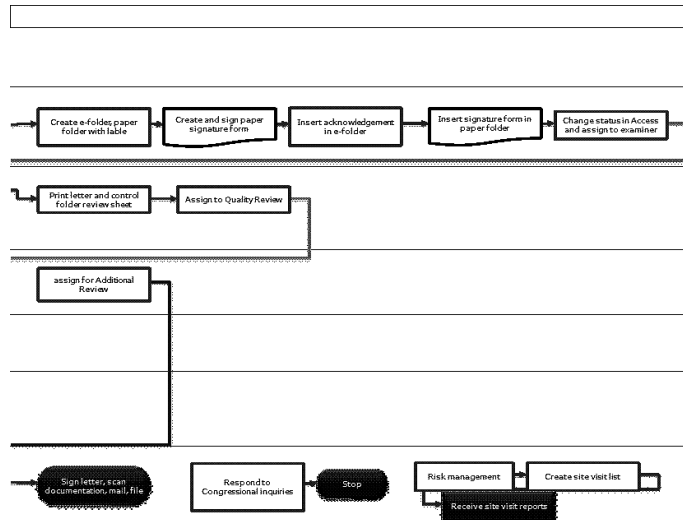 Create e-folder, paper
folder with lable
Create and sign paper
signature form
Insert acknowledgement
in e-folder
Insert signature form in
paper folder
Change status in Access
and assign to examiner
Print letter and control
folder review sheet
Assign to Quality Review
assign for Additional
Review
Sign letter, scan
documentation, mail, file
Respond to
Congressional inquiries
Stop
Risk management
Create site visit list
Receive site visit reports